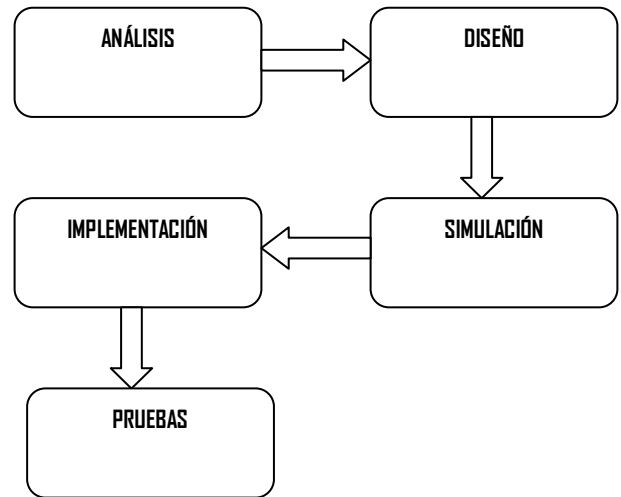 ANÁLISIS
DISEÑO
SIMULACIÓN
IMPLEMENTACIÓN
PRUEBAS